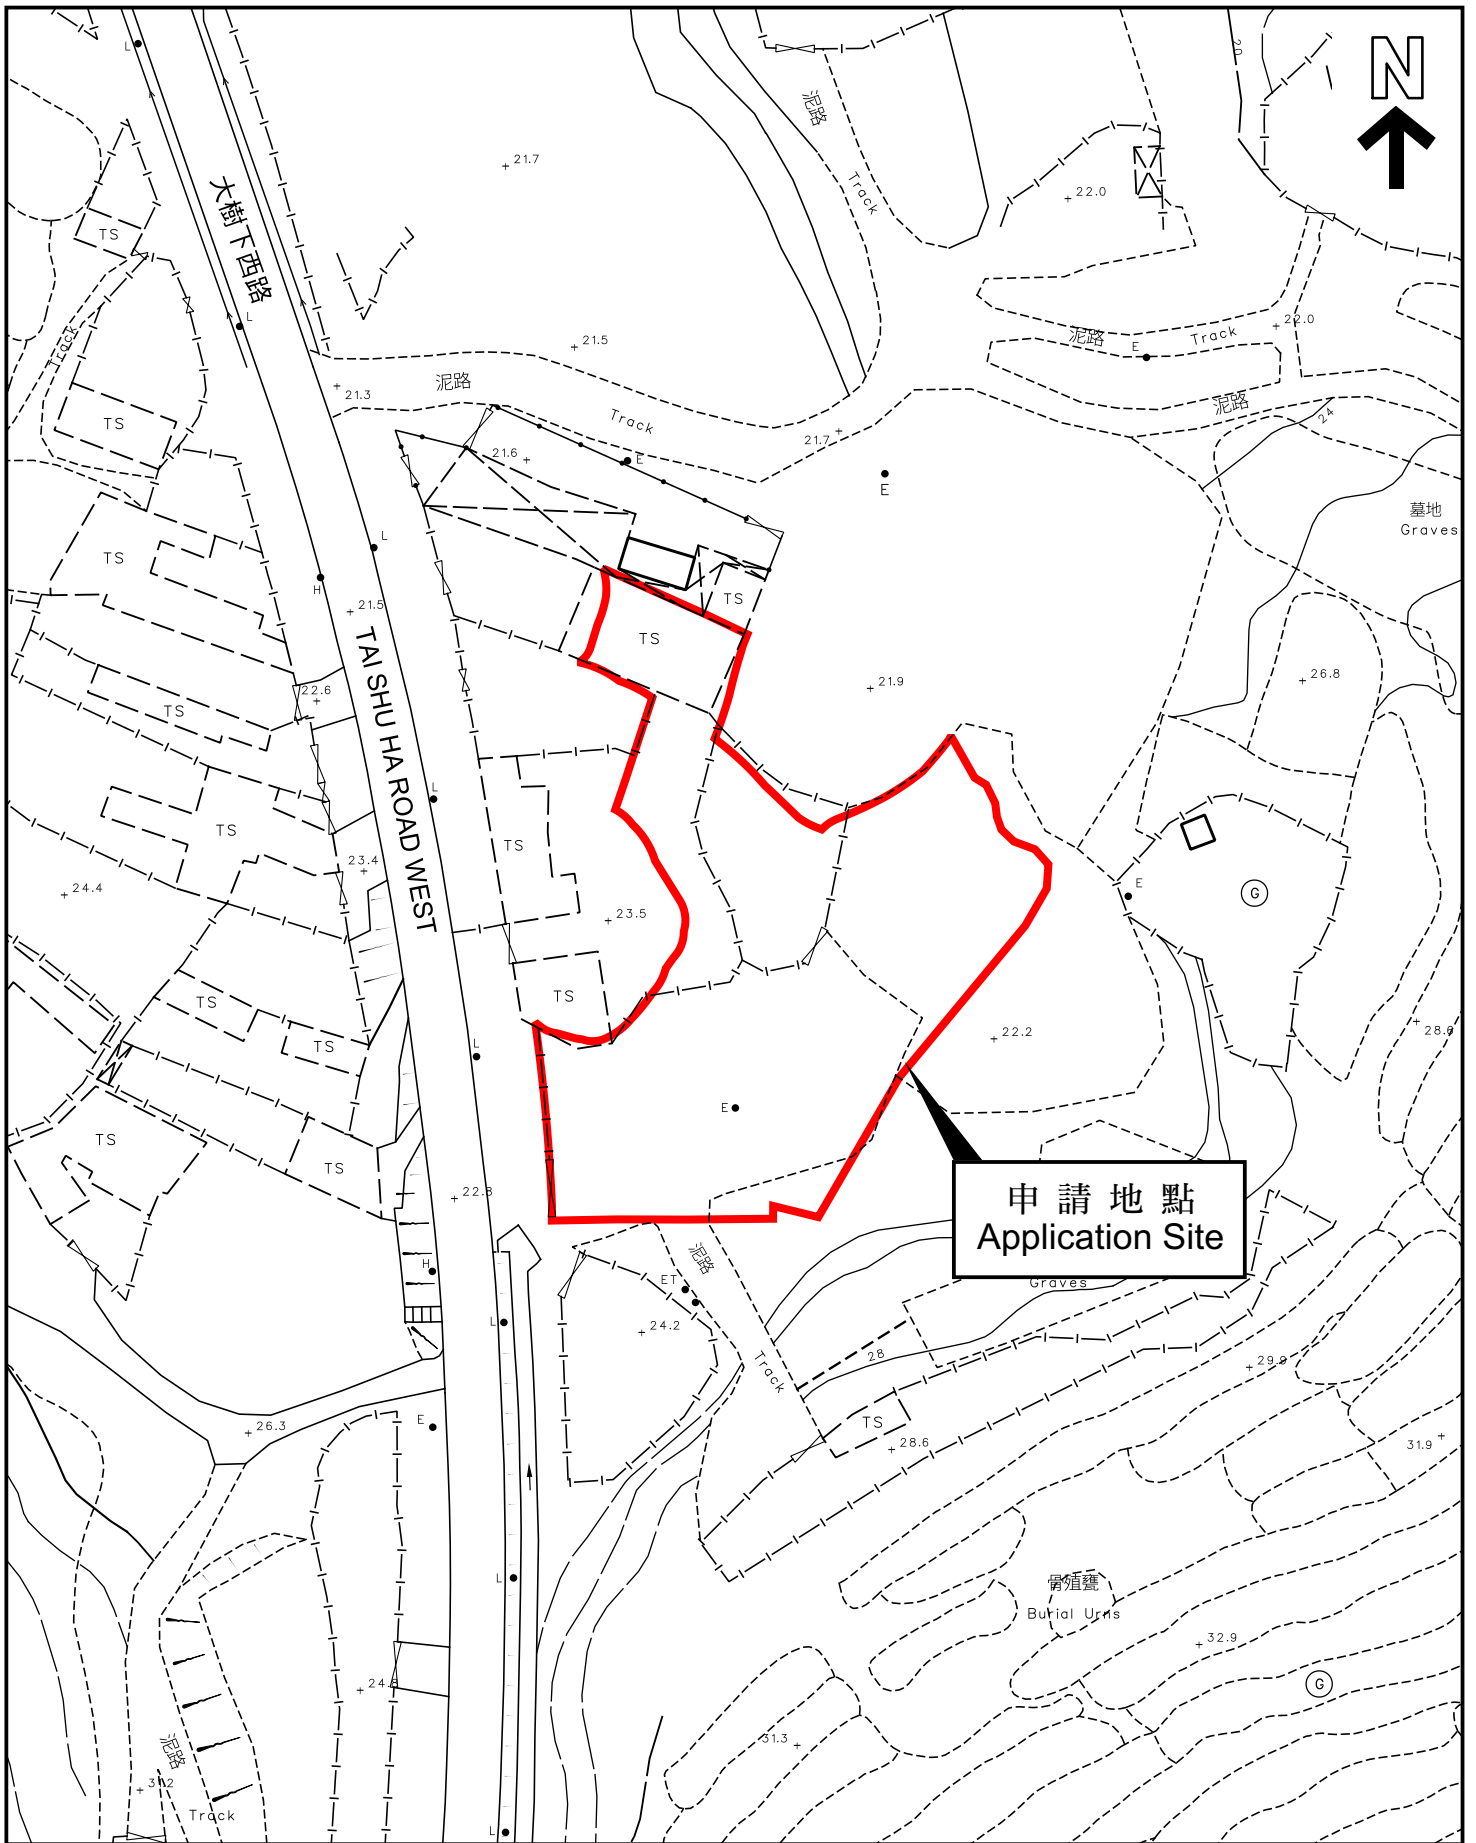 N
L
20
泥路
21.7
Track
22.0
大樹下西路
TS
L
Track
22.0
泥路
E
Track
21.5
21.3
泥路
泥路
24
TS
Track
21.7
21.6
E
E
墓地
Graves
L
TS
H
21.5
TS
TS
TAI SHU HA ROAD WEST
26.8
21.9
22.6
TS
L
TS
TS
23.4
24.4
E
G
23.5
TS
TS
28.6
TS
22.2
L
E
TS
TS
22.8
申請地點
Application Site
泥路
H
ET
Graves
L
24.2
28
Track
29.9
26.3
E
TS
28.6
31.9
L
骨殖甕
Burial Urns
32.9
24.8
G
泥路
31.3
31.2
Track
L